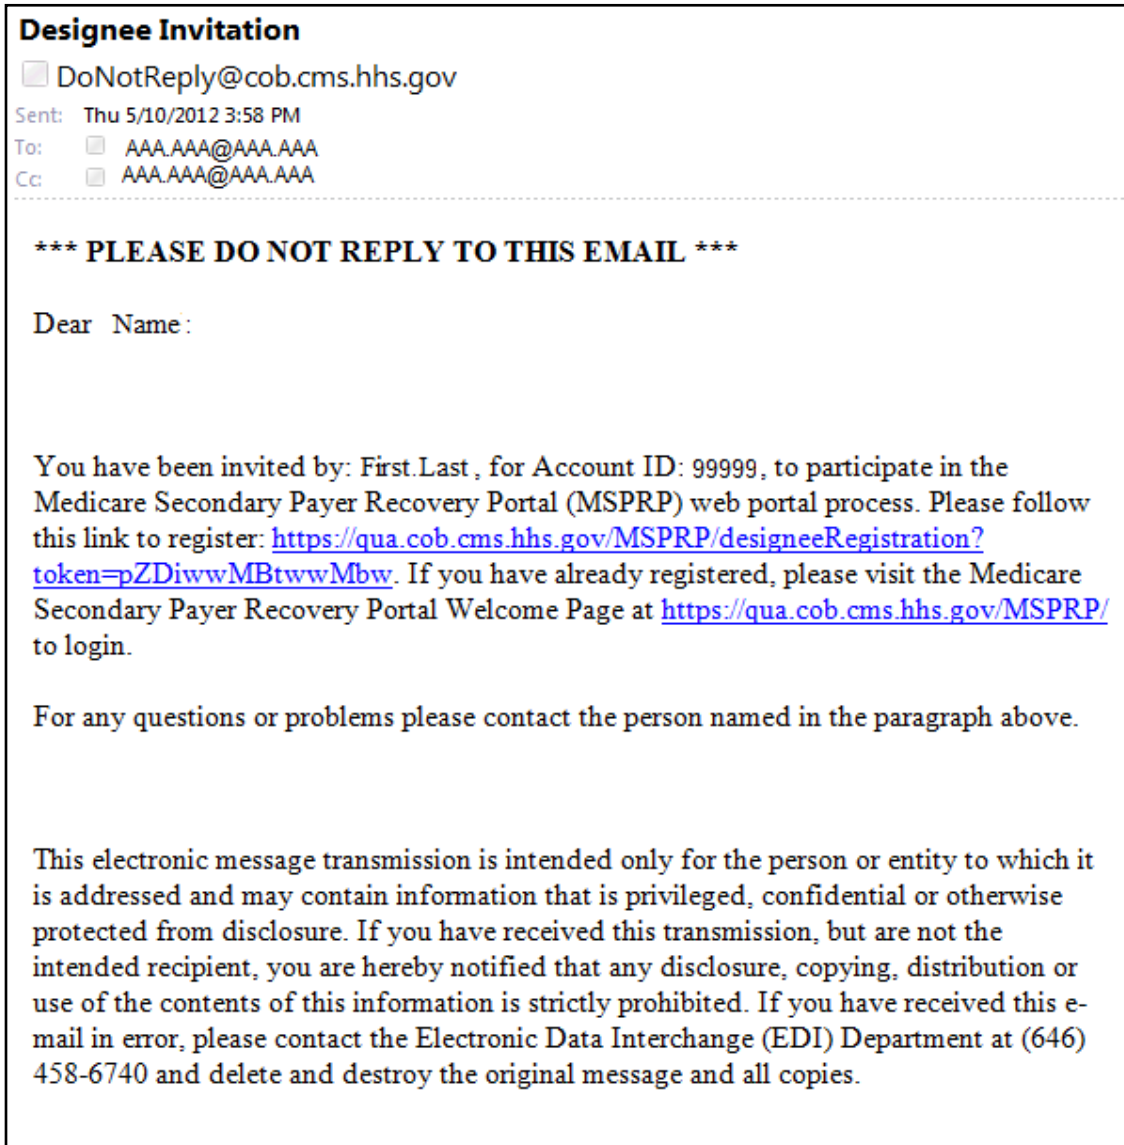 Designee Invitation
DoNotReply@cob.cms.hhs.gov
Sent: Thu 5/10/2012 3:58 PM
To: AAA.AAA@AAA.AAA
Cc: AAA.AAA@AAA.AAA
*** PLEASE DO NOT REPLY TO THIS EMAIL ***
Dear Name:
You have been invited by: First.Last, for Account ID: 99999, to participate in the
Medicare Secondary Payer Recovery Portal (MSPRP) web portal process. Please follow
this link to register: https://qua.cob.cms.hhs.gov/MSPRP/designeeRegistration?
token=pZDiwwMBtwwMbw. If you have already registered, please visit the Medicare
Secondary Payer Recovery Portal Welcome Page at https://qua.cob.cms.hhs.gov/MSPRP/
to login.
For any questions or problems please contact the person named in the paragraph above.
This electronic message transmission is intended only for the person or entity to which it
is addressed and may contain information that is privileged, confidential or otherwise
protected from disclosure. If you have received this transmission, but are not the
intended recipient, you are hereby notified that any disclosure, copying, distribution or
use of the contents of this information is strictly prohibited. If you have received this e-
mail in error, please contact the Electronic Data Interchange (EDI) Department at (646)
458-6740 and delete and destroy the original message and all copies.